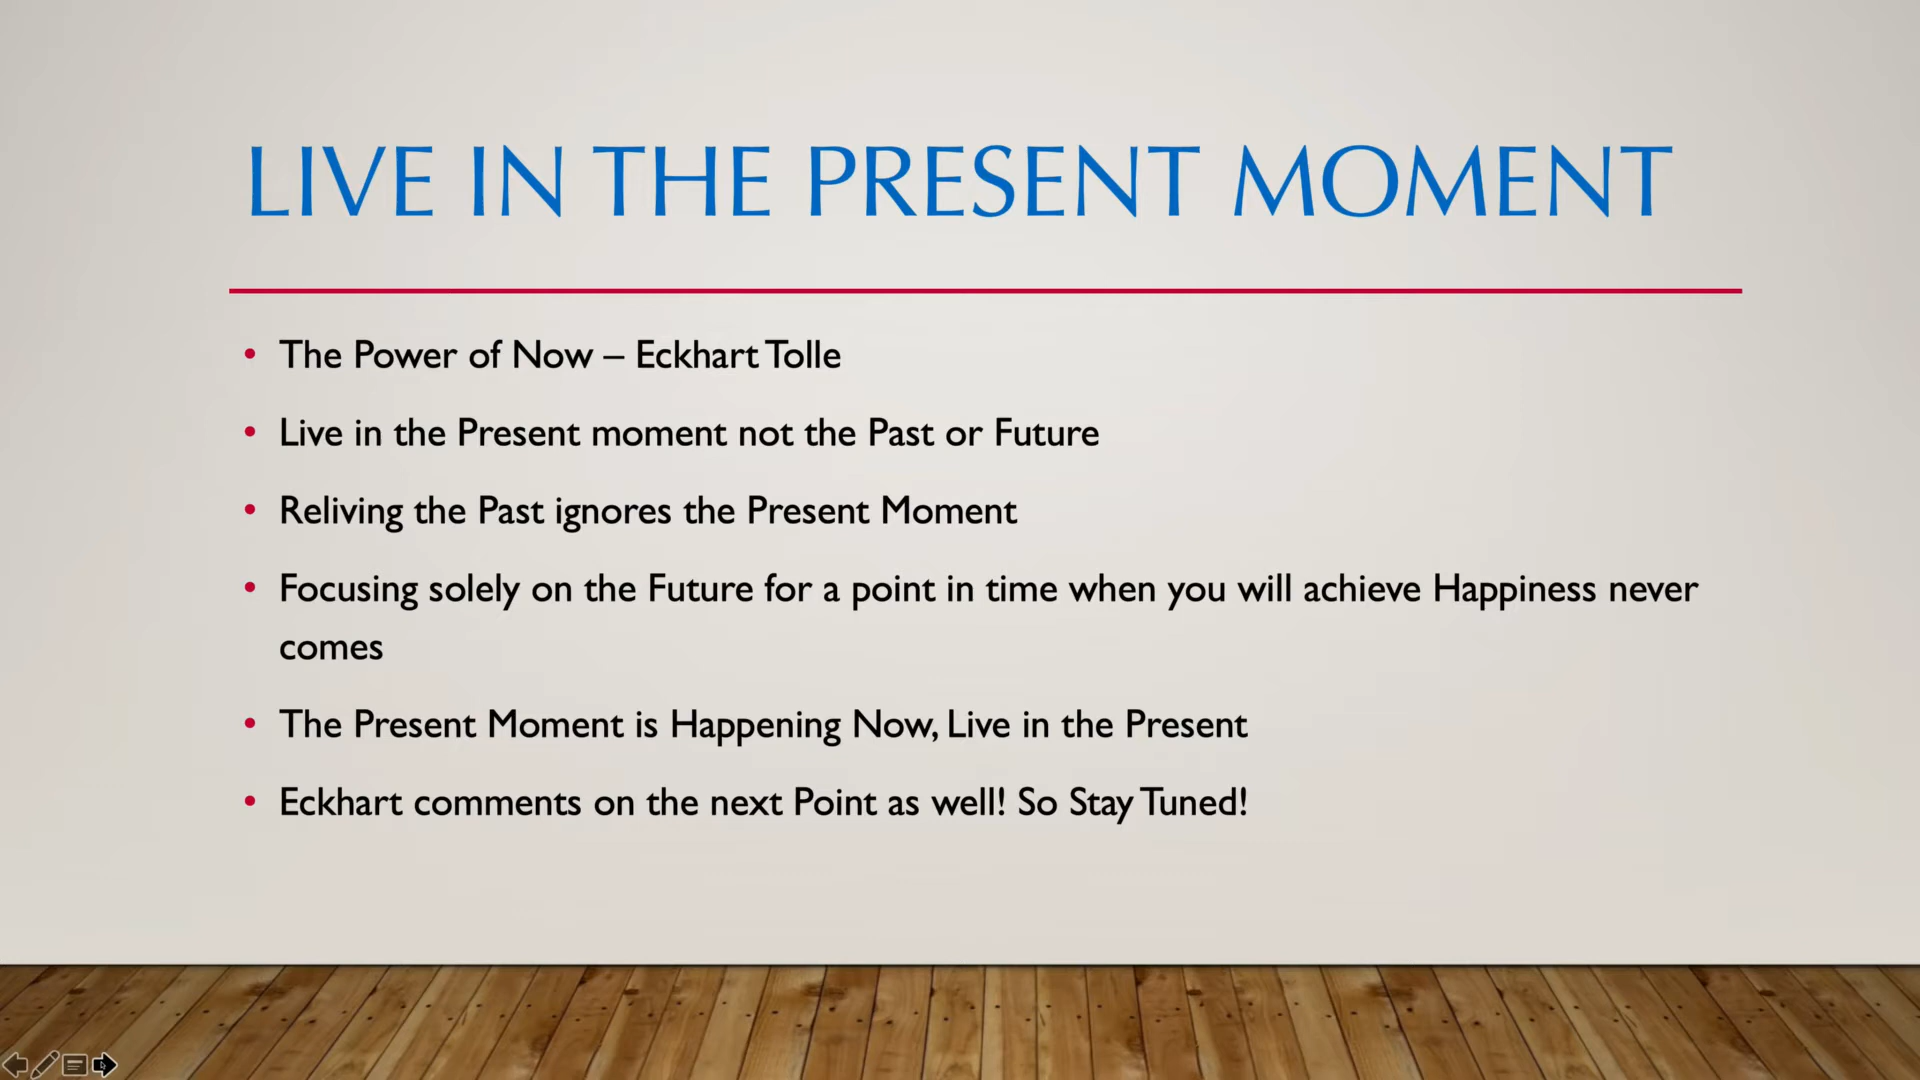 LIVE IN THE PRESENT MOMENT
• The Power of Now – Eckhart Tolle
• Live in the Present moment not the Past or Future
• Reliving the Past ignores the Present Moment
• Focusing solely on the Future for a point in time when you will achieve Happiness never
comes
• The Present Moment is Happening Now, Live in the Present
• Eckhart comments on the next Point as well! So Stay Tuned!